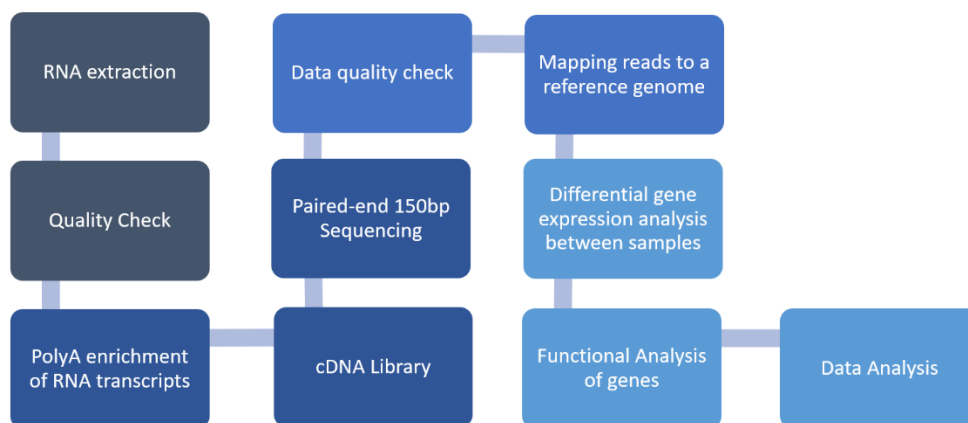 RNA extraction
Quality Check
PolyA enrichment
of RNA transcripts
cDNA Library
Paired-end 150bp
Sequencing
Data quality check
Mapping reads to a
reference genome
Differential gene
expression analysis
between samples
Functional Analysis
of genes
Data Analysis